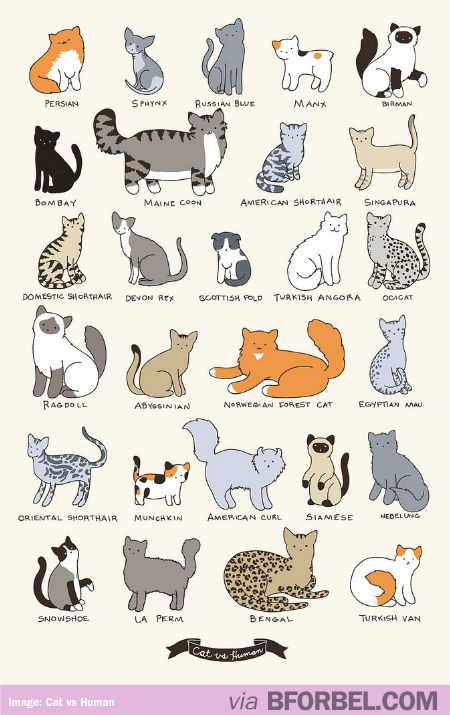 PERSIAN
SPHYNX
RUSSIAN BLUE
MANX
BIRMAN
BOMBAY
MAINE COON
AMERICAN SHORTHAIR
SINGAPURA
DOMESTIC SHORTHAIR
DEVON REX
SCOTTISH FOLD
TURKISH ANGORA
OCICAT
RAGDOLL
ABYSSINIAN
NORWEGIAN FOREST CAT
EGYPTIAN MAU
ORIENTAL SHORTHAIR
MUNCHKIN
AMERICAN CURL
SIAMESE
NEBELUNG
SNOWSHOE
LA PERM
BENGAL
TURKISH VAN
Cat vs Human
Image: Cat vs Human
via BFORBEL.COM